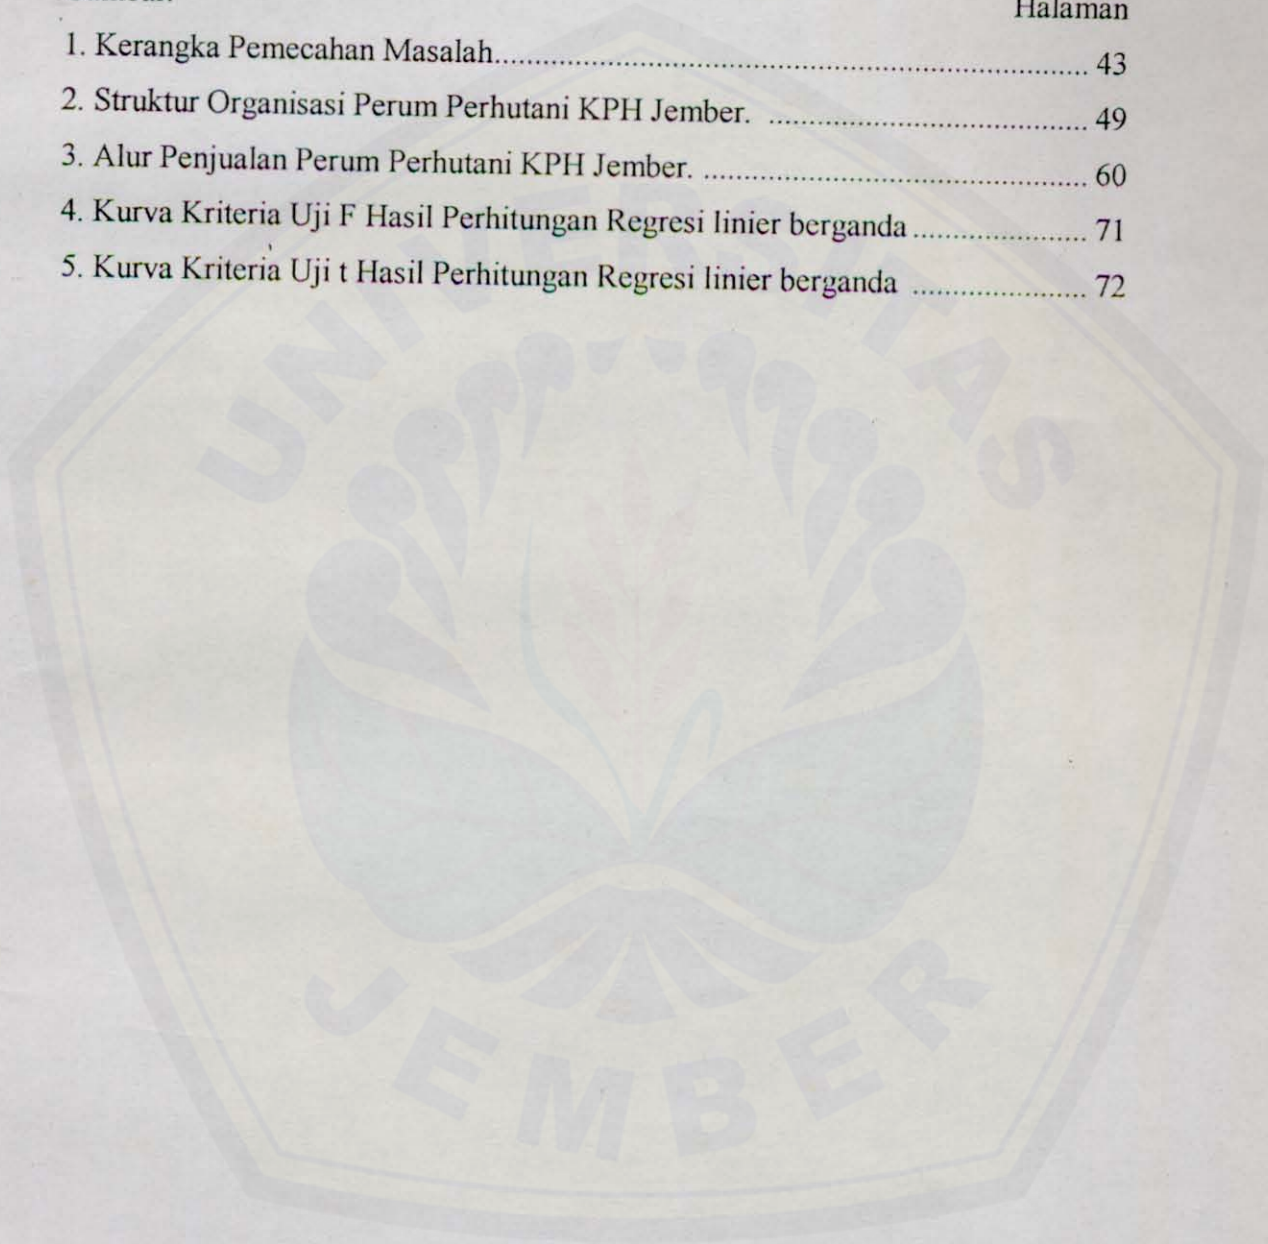 Halaman
1. Kerangka Pemecahan Masalah.......................................................................... 43
2. Struktur Organisasi Perum Perhutani KPH Jember. ........................................ 49
3. Alur Penjualan Perum Perhutani KPH Jember. ................................................ 60
4. Kurva Kriteria Uji F Hasil Perhitungan Regresi linier berganda ...................... 71
5. Kurva Kriteria Uji t Hasil Perhitungan Regresi linier berganda ...................... 72
UNIVERSITAS
JEMBER